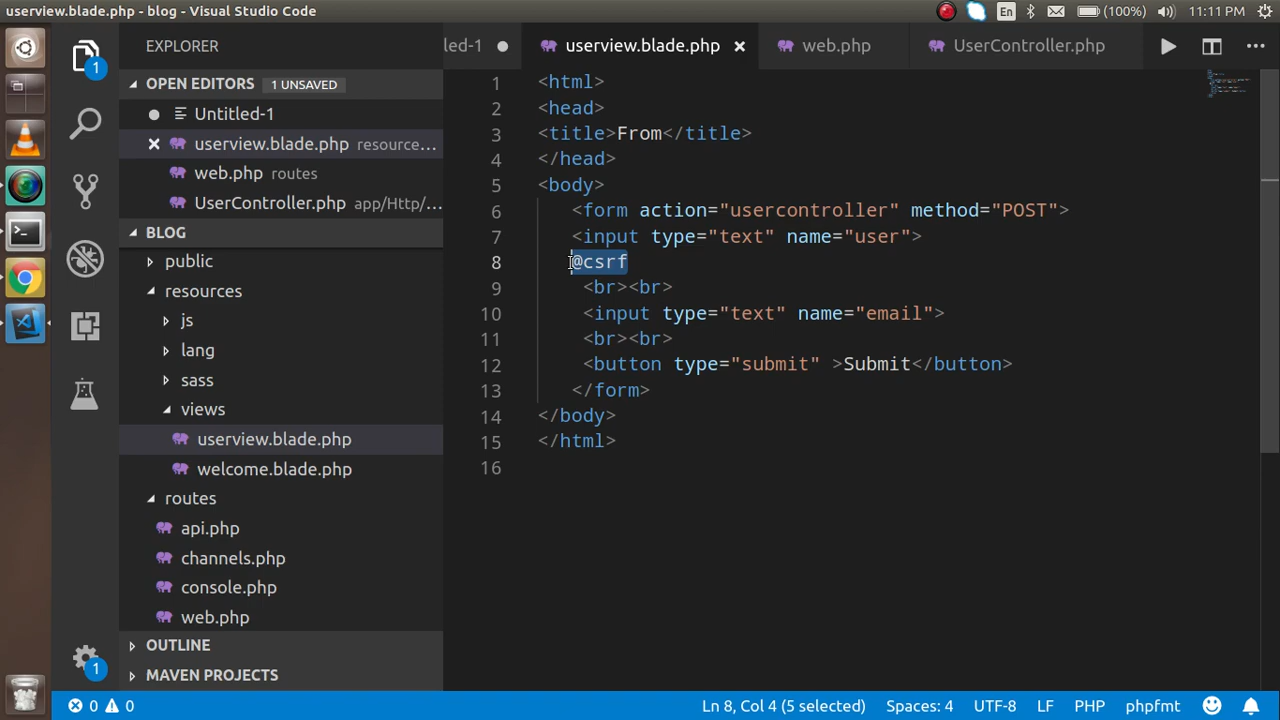 userview.blade.php - blog - Visual Studio Code
En
(100%)
11:11 PM
EXPLORER
led-1
userview.blade.php
web.php
UserController.php
OPEN EDITORS
1 UNSAVED
Untitled-1
userview.blade.php resource...
web.php routes
UserController.php app/Http/...
BLOG
public
resources
js
lang
sass
views
userview.blade.php
welcome.blade.php
routes
api.php
channels.php
console.php
web.php
OUTLINE
MAVEN PROJECTS
1
1
1 <html>
2 <head>
3 <title>From</title>
4 </head>
5 <body>
6 <form action="usercontroller" method="POST">
7 <input type="text" name="user">
8 @csrf
9 <br><br>
10 <input type="text" name="email">
11 <br><br>
12 <button type="submit" >Submit</button>
13 </form>
14 </body>
15 </html>
16
0 0
Ln 8, Col 4 (5 selected)
Spaces: 4
UTF-8
LF
PHP
phpfmt